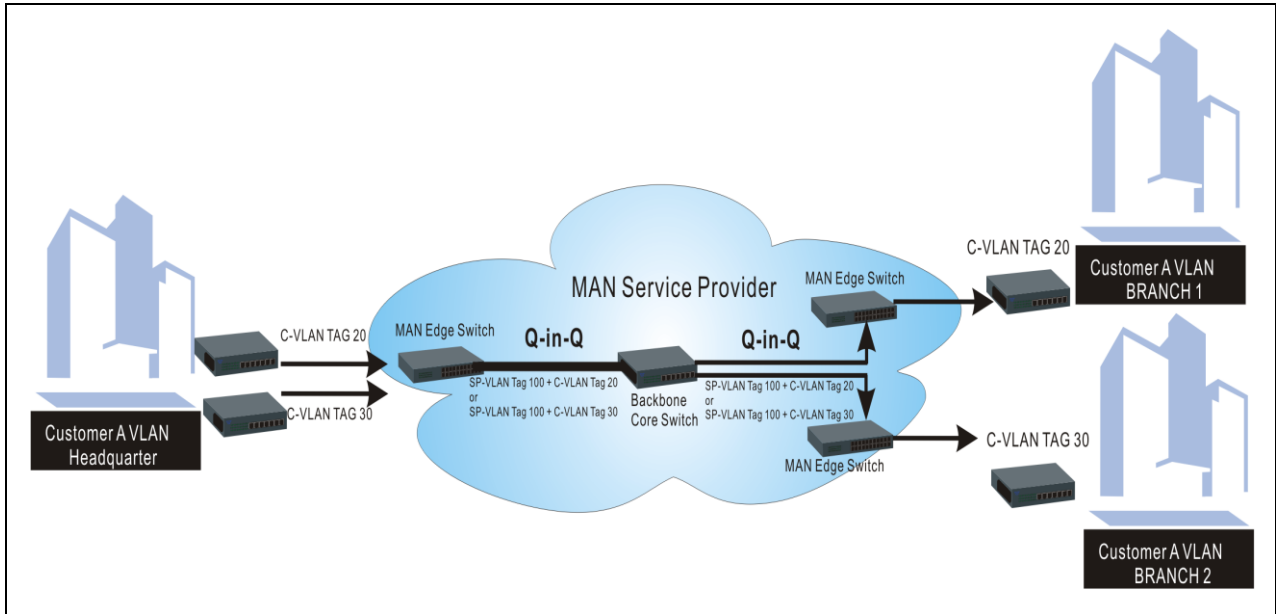 C-VLAN TAG 20
C-VLAN TAG 30
Customer A VLAN
Headquarter
MAN Service Provider
MAN Edge Switch
Q-in-Q
SP-VLAN Tag 100 + C-VLAN Tag 20
or
SP-VLAN Tag 100 + C-VLAN Tag 30
Backbone
Core Switch
Q-in-Q
SP-VLAN Tag 100 + C-VLAN Tag 20
or
SP-VLAN Tag 100 + C-VLAN Tag 30
MAN Edge Switch
MAN Edge Switch
C-VLAN TAG 20
Customer A VLAN
BRANCH 1
C-VLAN TAG 30
Customer A VLAN
BRANCH 2